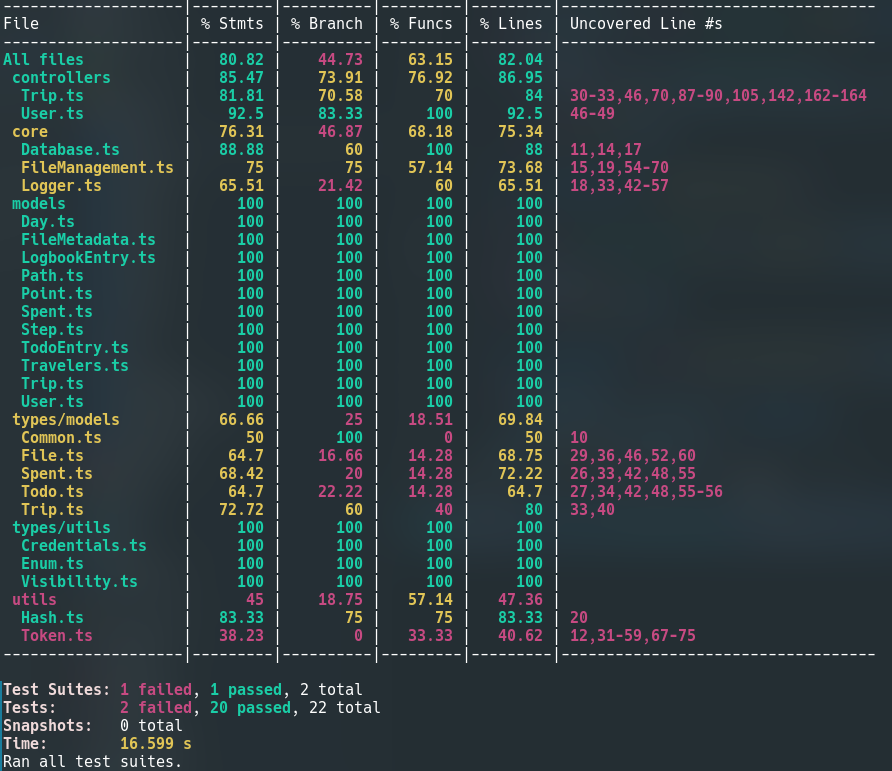 ---------------------|---------|----------|---------|---------|-----------------------------------
File                 | % Stmts | % Branch | % Funcs | % Lines | Uncovered Line #s
---------------------|---------|----------|---------|---------|-----------------------------------
All files            |   80.82 |    44.73 |   63.15 |   82.04 |
 controllers         |   85.47 |    73.91 |   76.92 |   86.95 |
  Trip.ts            |   81.81 |    70.58 |      70 |      84 | 30-33,46,70,87-90,105,142,162-164
  User.ts            |    92.5 |    83.33 |     100 |    92.5 | 46-49
 core                |   76.31 |    46.87 |   68.18 |   75.34 |
  Database.ts        |   88.88 |       60 |     100 |      88 | 11,14,17
  FileManagement.ts  |      75 |       75 |   57.14 |   73.68 | 15,19,54-70
  Logger.ts          |   65.51 |    21.42 |      60 |   65.51 | 18,33,42-57
 models              |     100 |      100 |     100 |     100 |
  Day.ts             |     100 |      100 |     100 |     100 |
  FileMetadata.ts    |     100 |      100 |     100 |     100 |
  LogbookEntry.ts    |     100 |      100 |     100 |     100 |
  Path.ts            |     100 |      100 |     100 |     100 |
  Point.ts           |     100 |      100 |     100 |     100 |
  Spent.ts           |     100 |      100 |     100 |     100 |
  Step.ts            |     100 |      100 |     100 |     100 |
  TodoEntry.ts       |     100 |      100 |     100 |     100 |
  Travelers.ts       |     100 |      100 |     100 |     100 |
  Trip.ts            |     100 |      100 |     100 |     100 |
  User.ts            |     100 |      100 |     100 |     100 |
 types/models        |   66.66 |       25 |   18.51 |   69.84 |
  Common.ts          |      50 |      100 |       0 |      50 | 10
  File.ts            |    64.7 |    16.66 |   14.28 |   68.75 | 29,36,46,52,60
  Spent.ts           |   68.42 |       20 |   14.28 |   72.22 | 26,33,42,48,55
  Todo.ts            |    64.7 |    22.22 |   14.28 |    64.7 | 27,34,42,48,55-56
  Trip.ts            |   72.72 |       60 |      40 |      80 | 33,40
 types/utils         |     100 |      100 |     100 |     100 |
  Credentials.ts     |     100 |      100 |     100 |     100 |
  Enum.ts            |     100 |      100 |     100 |     100 |
  Visibility.ts      |     100 |      100 |     100 |     100 |
 utils               |      45 |    18.75 |   57.14 |   47.36 |
  Hash.ts            |   83.33 |       75 |      75 |   83.33 | 20
  Token.ts           |   38.23 |        0 |   33.33 |   40.62 | 12,31-59,67-75
---------------------|---------|----------|---------|---------|-----------------------------------
Test Suites: 1 failed, 1 passed, 2 total
Tests:       2 failed, 20 passed, 22 total
Snapshots:   0 total
Time:        16.599 s
Ran all test suites.